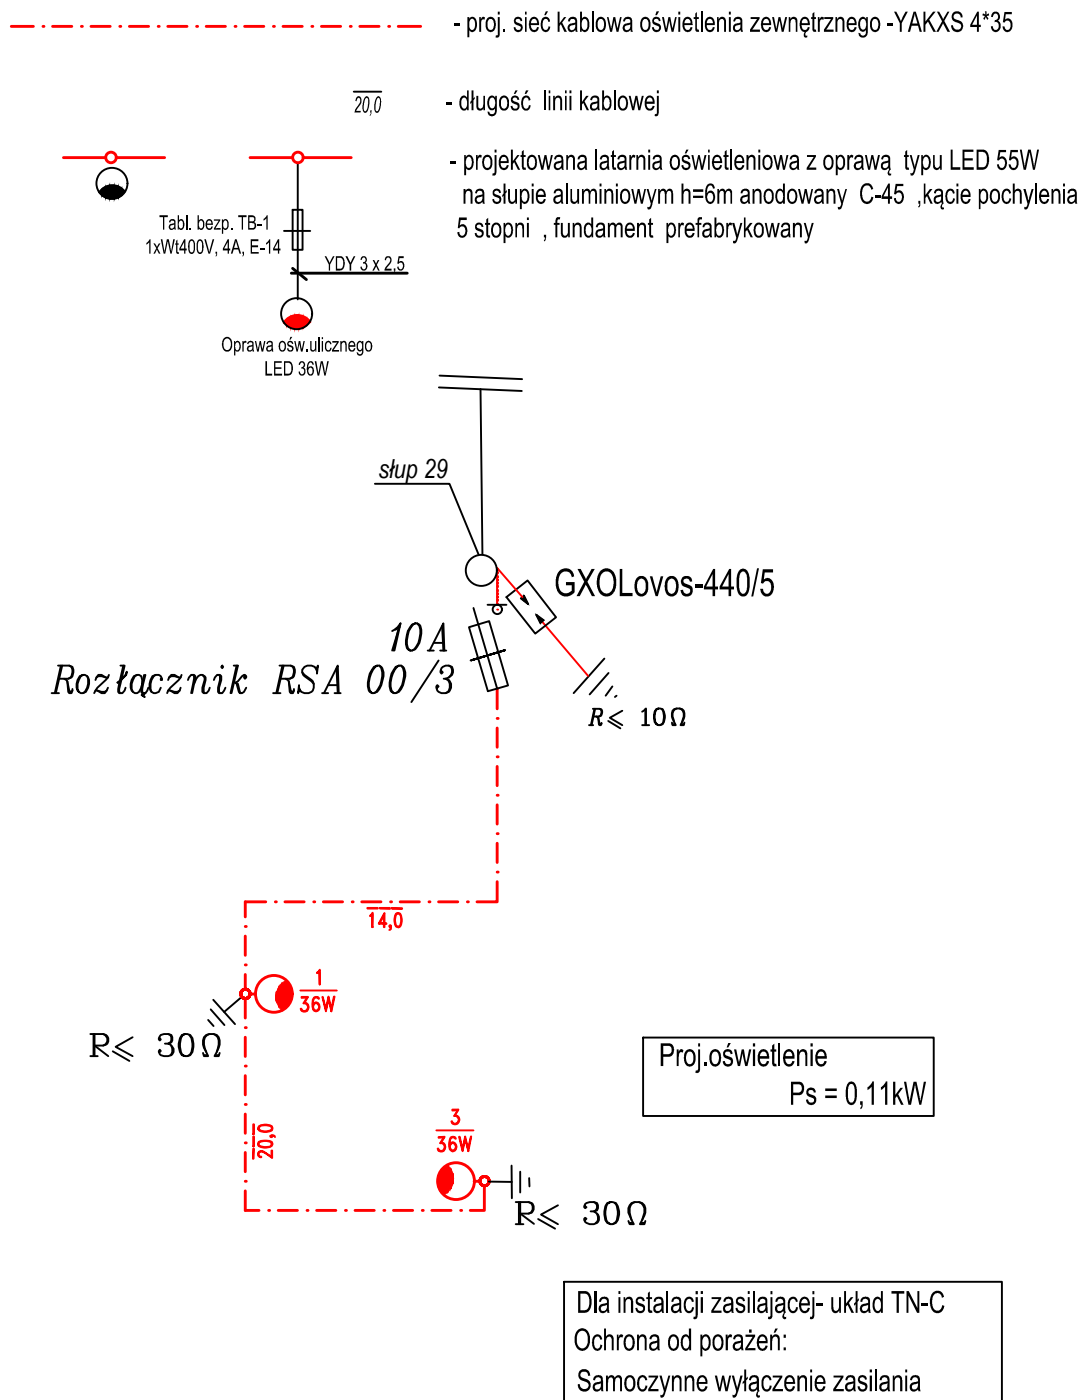 - proj. sieć kablowa oświetlenia zewnętrznego -YAKXS 4*35
20,0
- długość linii kablowej
- projektowana latarnia oświetleniowa z oprawą typu LED 55W
na słupie aluminiowym h=6m anodowany C-45 ,kącie pochylenia
5 stopni , fundament prefabrykowany
Tabl. bezp. TB-1
1xWt400V, 4A, E-14
YDY 3 x 2,5
Oprawa ośw.ulicznego
LED 36W
słup 29
GXOLovos-440/5
10A
Rozłącznik RSA 00/3
R≤ 10Ω
14,0
1
36W
R≤ 30Ω
Proj.oświetlenie
Ps = 0,11kW
20,0
3
36W
R≤ 30Ω
Dla instalacji zasilającej- układ TN-C
Ochrona od porażeń:
Samoczynne wyłączenie zasilania